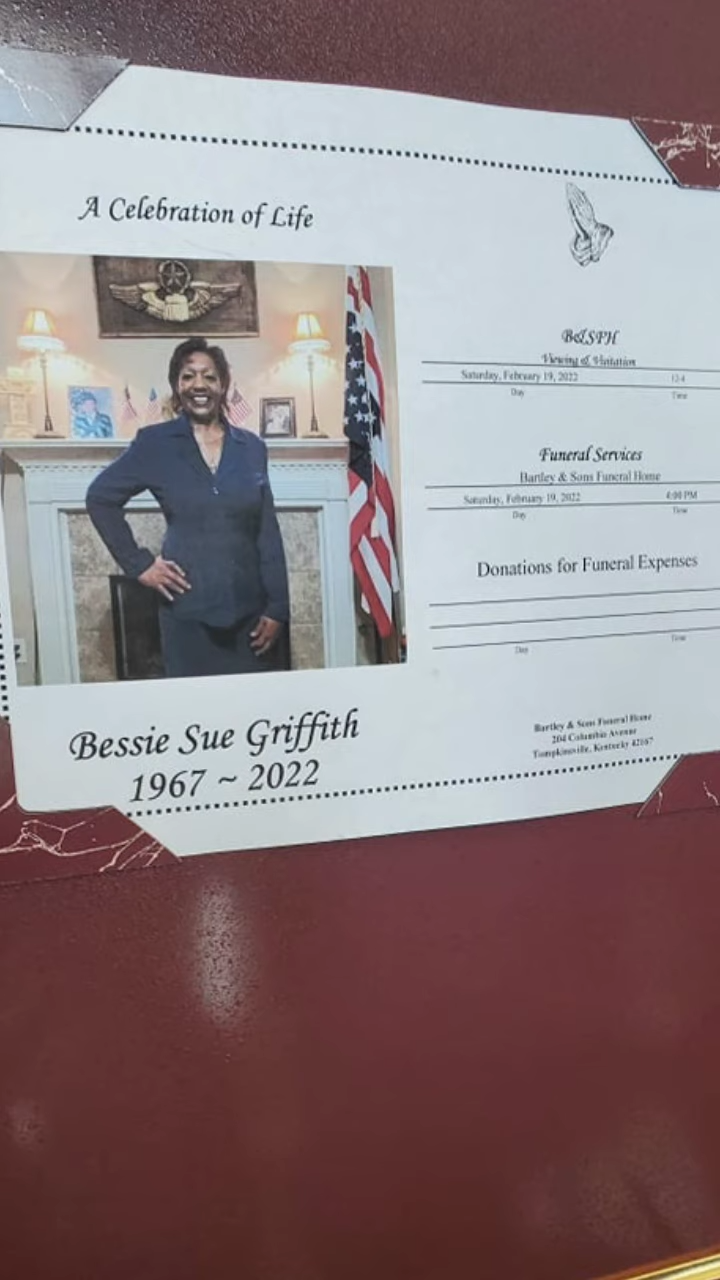 A Celebration of Life
Bessie Sue Griffith
1967 ~ 2022
B&SFH
Viewing & Visitation
Saturday, February 19, 2022 12-4
Day Time
Funeral Services
Bartley & Sons Funeral Home
Saturday, February 19, 2022 4:00 PM
Day Time
Donations for Funeral Expenses
Day Time
Bartley & Sons Funeral Home
204 Columbia Avenue
Tompkinsville, Kentucky 42167